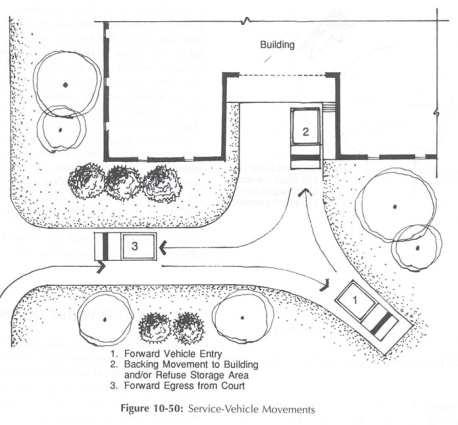 Building
2
3
1
1. Forward Vehicle Entry
2. Backing Movement to Building
and/or Refuse Storage Area
3. Forward Egress from Court
Figure 10-50: Service-Vehicle Movements